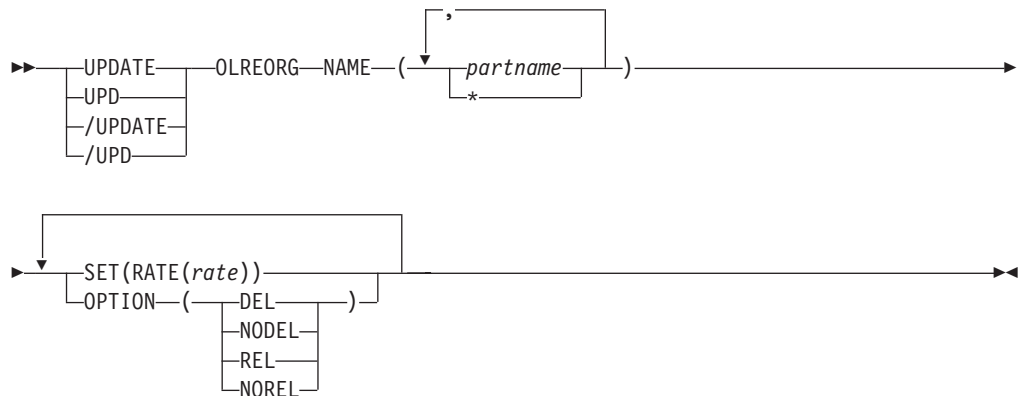 ,
UPDATE OLREORG NAME ( partname )
UPD *
/UPDATE
/UPD
SET(RATE(rate))
OPTION ( DEL )
NODEL
REL
NOREL